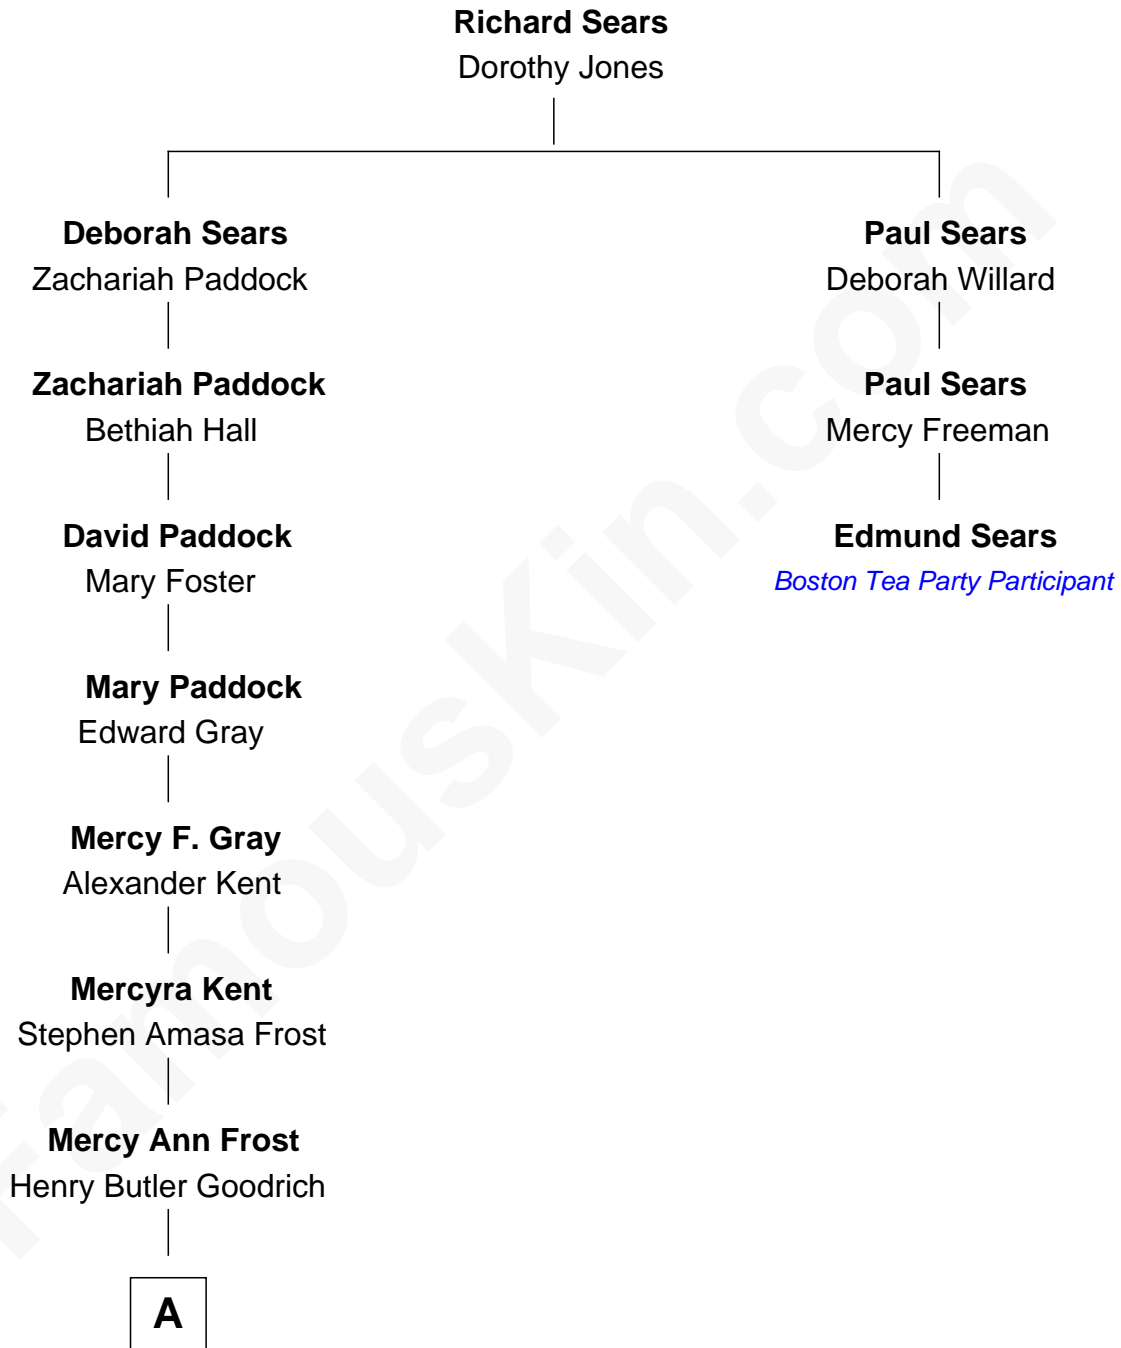 Richard Sears
Dorothy Jones
Deborah Sears
Zachariah Paddock
Paul Sears
Deborah Willard
Zachariah Paddock
Bethiah Hall
Paul Sears
Mercy Freeman
David Paddock
Mary Foster
Edmund Sears
Boston Tea Party Participant
Mary Paddock
Edward Gray
Mercy F. Gray
Alexander Kent
Mercyra Kent
Stephen Amasa Frost
Mercy Ann Frost
Henry Butler Goodrich
A
FamousKin.com